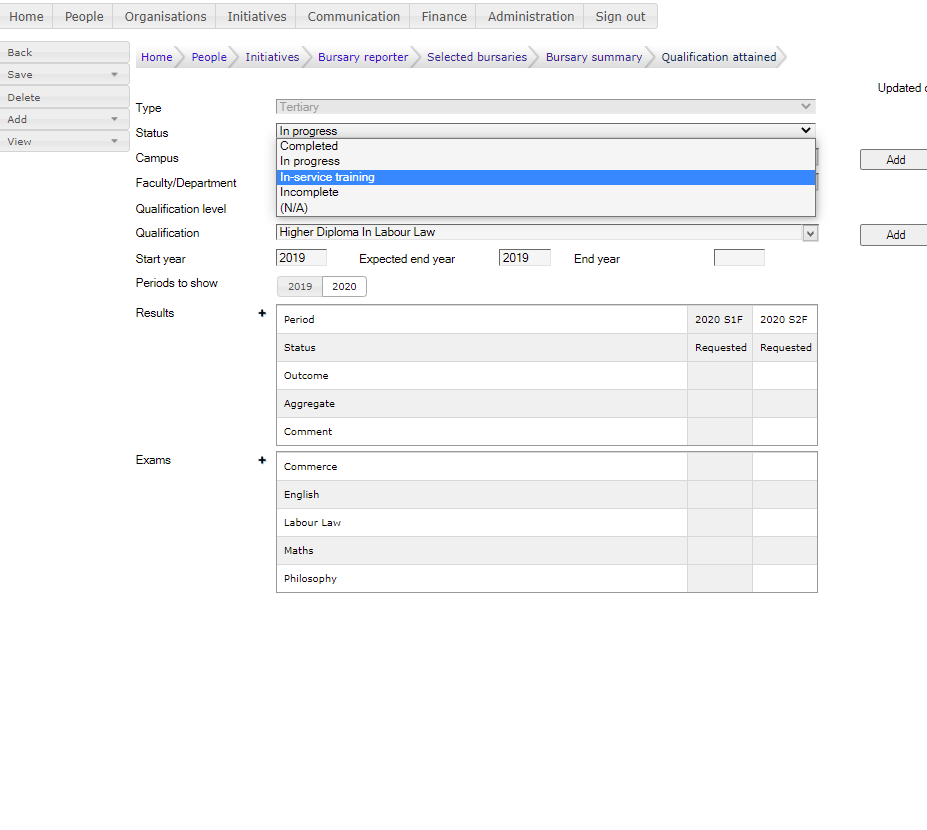 Home People Organisations Initiatives Communication Finance Administration Sign out
Back
Save
Delete
Add
View
Home People Initiatives Bursary reporter Selected bursaries Bursary summary Qualification attained
Updated
Type Tertiary
Status In progress
Completed
In progress
In-service training
Incomplete
(N/A)
Campus Add
Faculty/Department
Qualification level
Qualification Higher Diploma In Labour Law Add
Start year 2019 Expected end year 2019 End year
Periods to show 2019 2020
Results +
Period 2020 S1F 2020 S2F
Status Requested Requested
Outcome
Aggregate
Comment
Exams +
Commerce
English
Labour Law
Maths
Philosophy